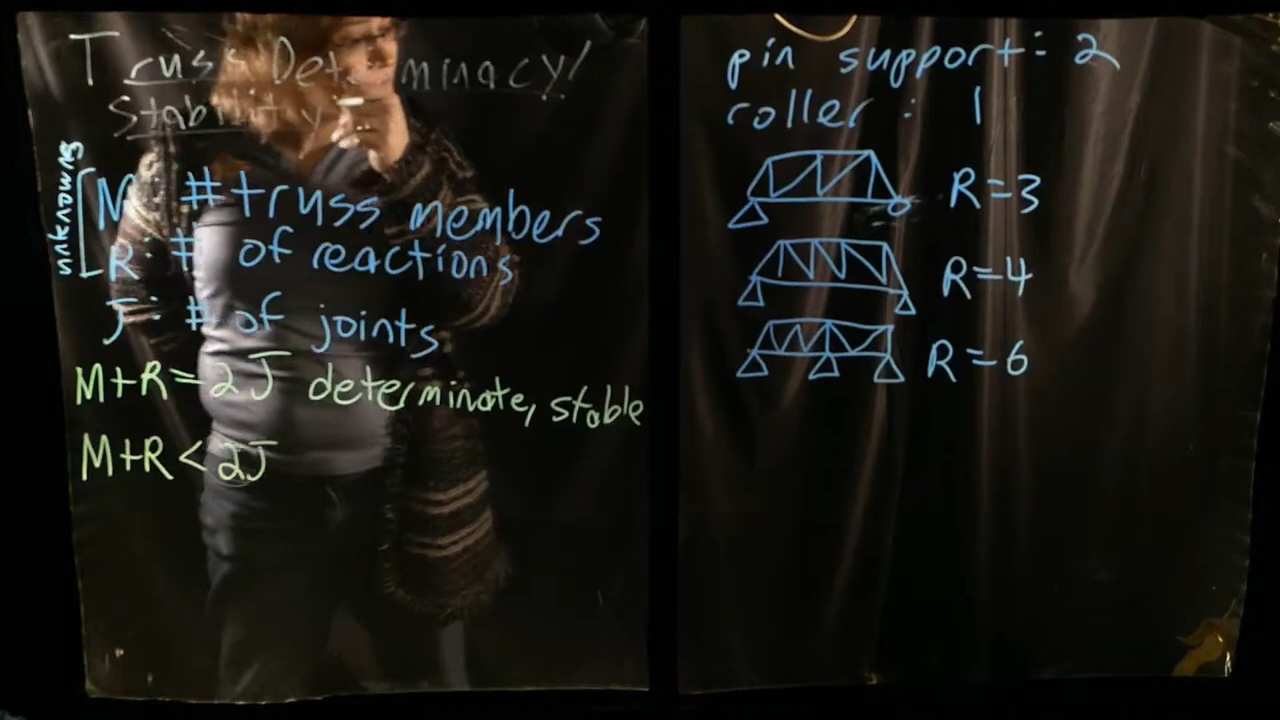 Truss Determinacy/
Stability
unknowns
M: # truss members
R: # of reactions
J: # of joints
M+R=2J determinate, stable
M+R<2J
pin support: 2
roller: 1
R=3
R=4
R=6